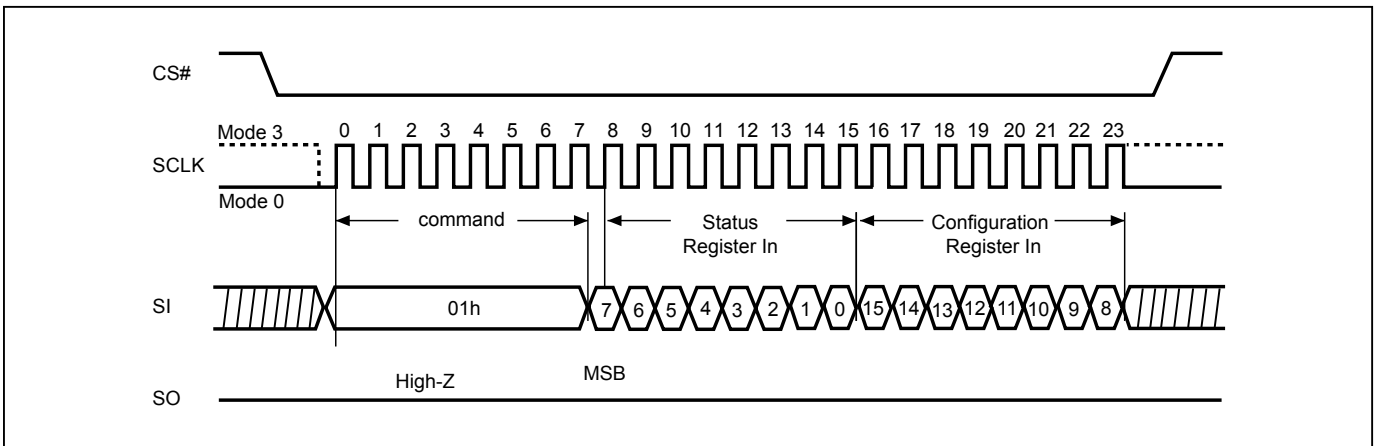 CS#
Mode 3
0 1 2 3 4 5 6 7 8 9 10 11 12 13 14 15 16 17 18 19 20 21 22 23
SCLK
Mode 0
command
Status
Register In
Configuration
Register In
SI
01h
7 6 5 4 3 2 1 0 15 14 13 12 11 10 9 8
High-Z
MSB
SO